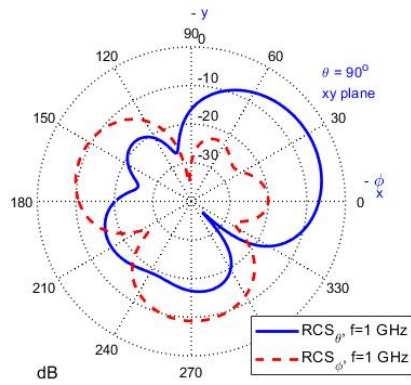 - y
90
0
120
60
θ = 90°
xy plane
-10
-20
-30
150
30
- ϕ
x
180
0
210
330
240
270
dB
RCS_θ, f=1 GHz
RCS_ϕ, f=1 GHz